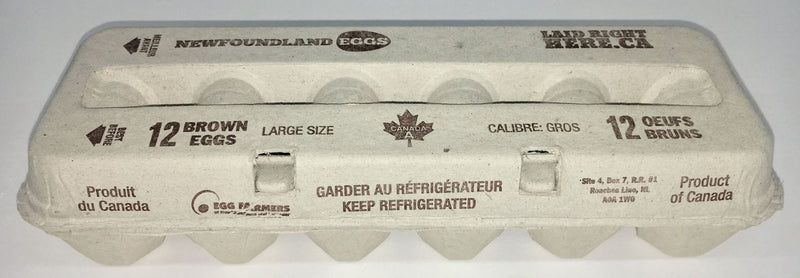 MEILLEUR
AVANT
NEWFOUNDLAND EGGS
LAID RIGHT
HERE.CA
BEST
BEFORE
12 BROWN
EGGS
LARGE SIZE
CANADA
A
CALIBRE: GROS
12 OEUFS
BRUNS
Produit
du Canada
EGG FARMERS
GARDER AU RÉFRIGÉRATEUR
KEEP REFRIGERATED
Site 4, Box 7, R.R. #1
Roaches Line, NL
A0A 1W0
Product
of Canada